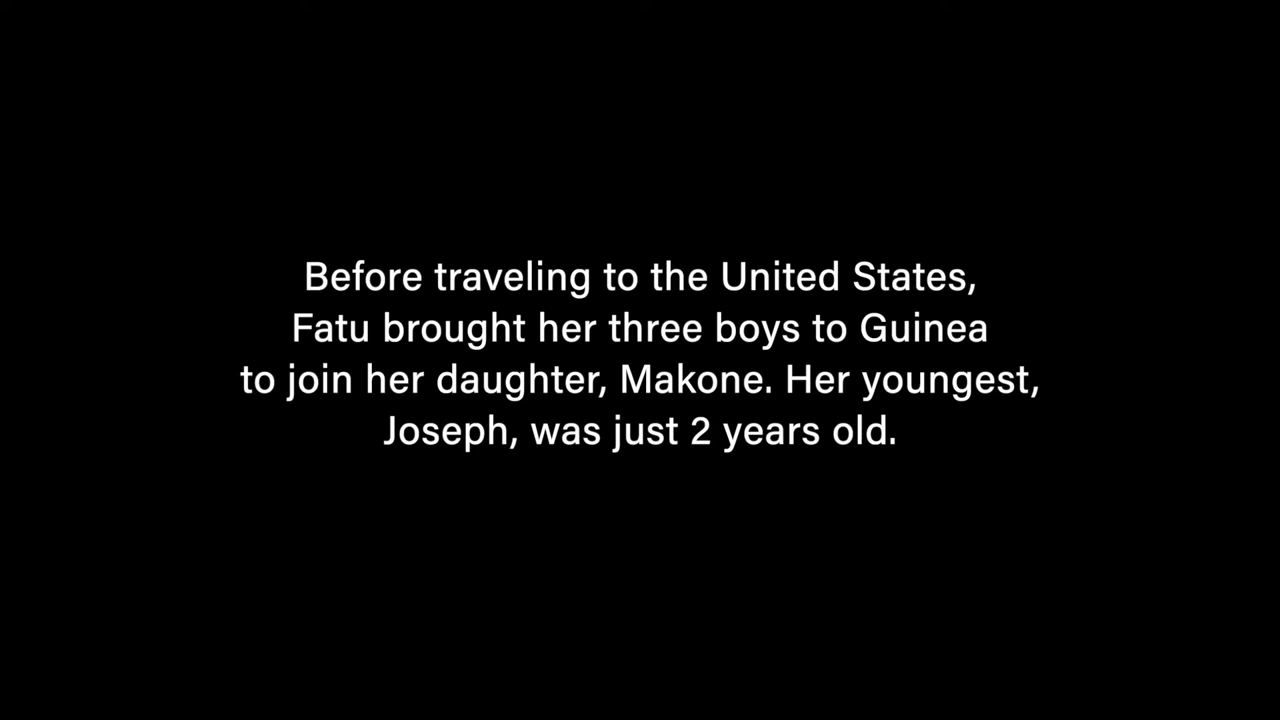 Before traveling to the United States,
Fatu brought her three boys to Guinea
to join her daughter, Makone. Her youngest,
Joseph, was just 2 years old.